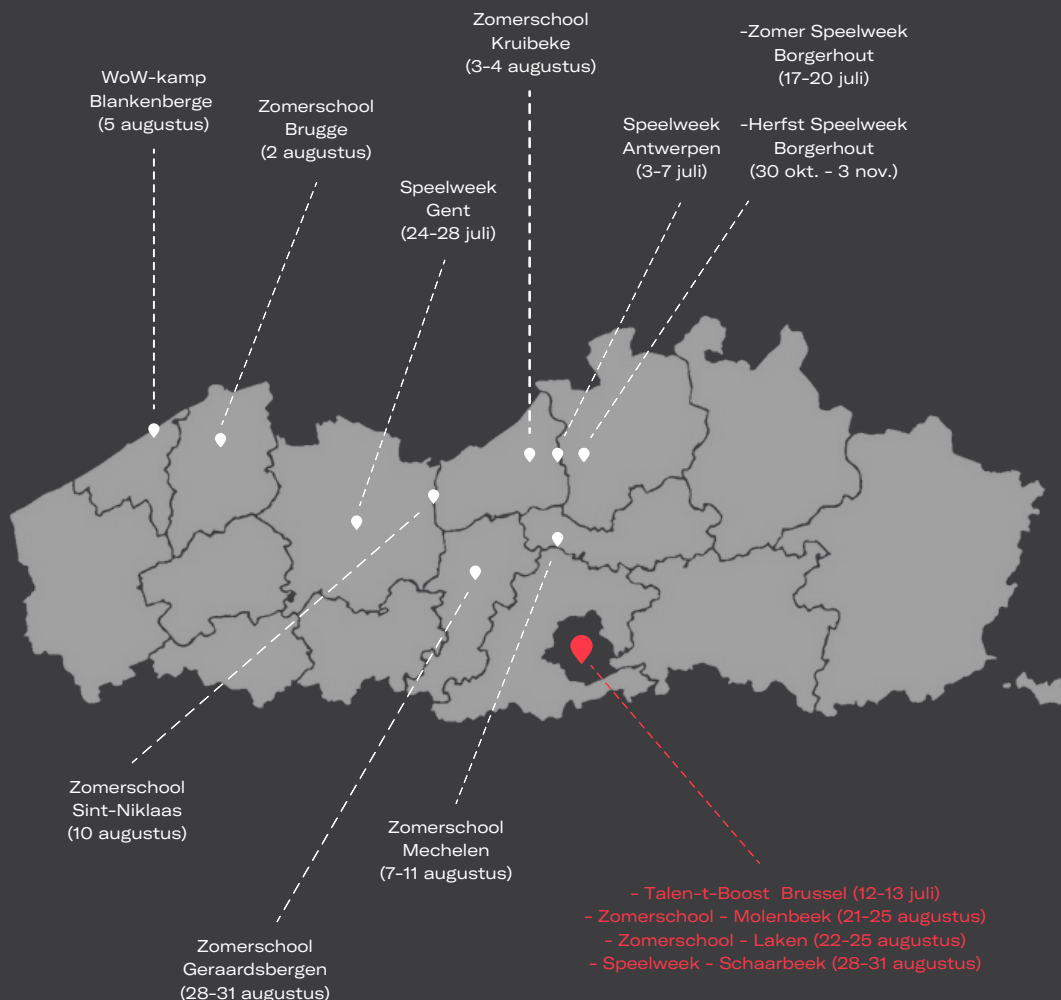 Zomerschool
Kruibeke
(3-4 augustus)
-Zomer Speelweek
Borgerhout
(17-20 juli)
WoW-kamp
Blankenberge
(5 augustus)
Zomerschool
Brugge
(2 augustus)
Speelweek
Antwerpen
(3-7 juli)
-Herfst Speelweek
Borgerhout
(30 okt. - 3 nov.)
Speelweek
Gent
(24-28 juli)
Zomerschool
Sint-Niklaas
(10 augustus)
Zomerschool
Mechelen
(7-11 augustus)
Zomerschool
Geraardsbergen
(28-31 augustus)
- Talen-t-Boost Brussel (12-13 juli)
- Zomerschool - Molenbeek (21-25 augustus)
- Zomerschool - Laken (22-25 augustus)
- Speelweek - Schaarbeek (28-31 augustus)